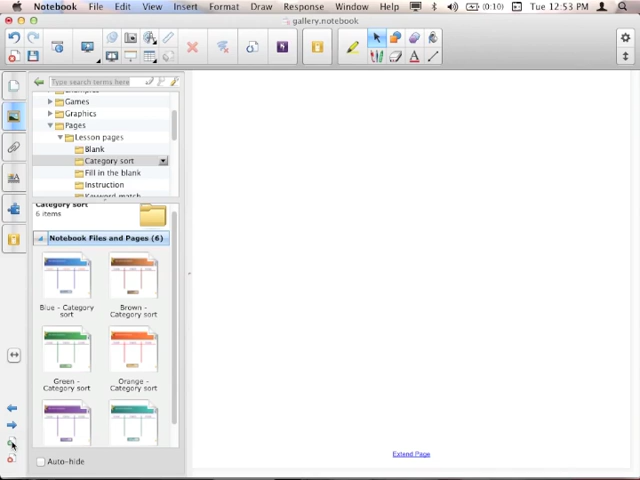 Notebook File Edit View Insert Format Draw Response Window Help (0:10) Tue 12:53 PM
gallery.notebook
Type search terms here
Games
Graphics
Pages
Lesson pages
Blank
Category sort
Fill in the blank
Instruction
Keyword match
Category sort
6 items
Notebook Files and Pages (6)
Blue - Category sort
Brown - Category sort
Green - Category sort
Orange - Category sort
Auto-hide
Extend Page